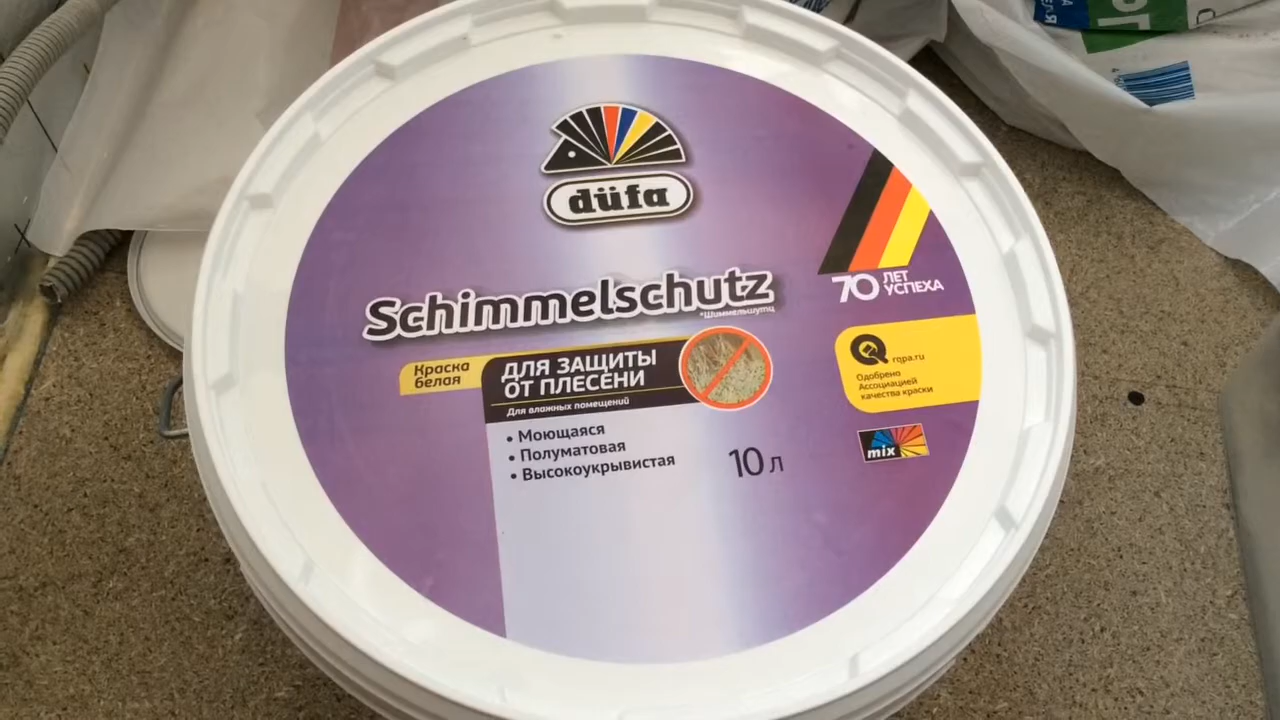 düfa
70 ЛЕТ
УСПЕХА
Schimmelschutz
*Шиммельшутц
Краска
белая
ДЛЯ ЗАЩИТЫ
ОТ ПЛЕСЕНИ
Для влажных помещений
• Моющаяся
• Полуматовая
• Высокоукрывистая
10 л
rqpa.ru
Одобрено
Ассоциацией
качества краски
mix